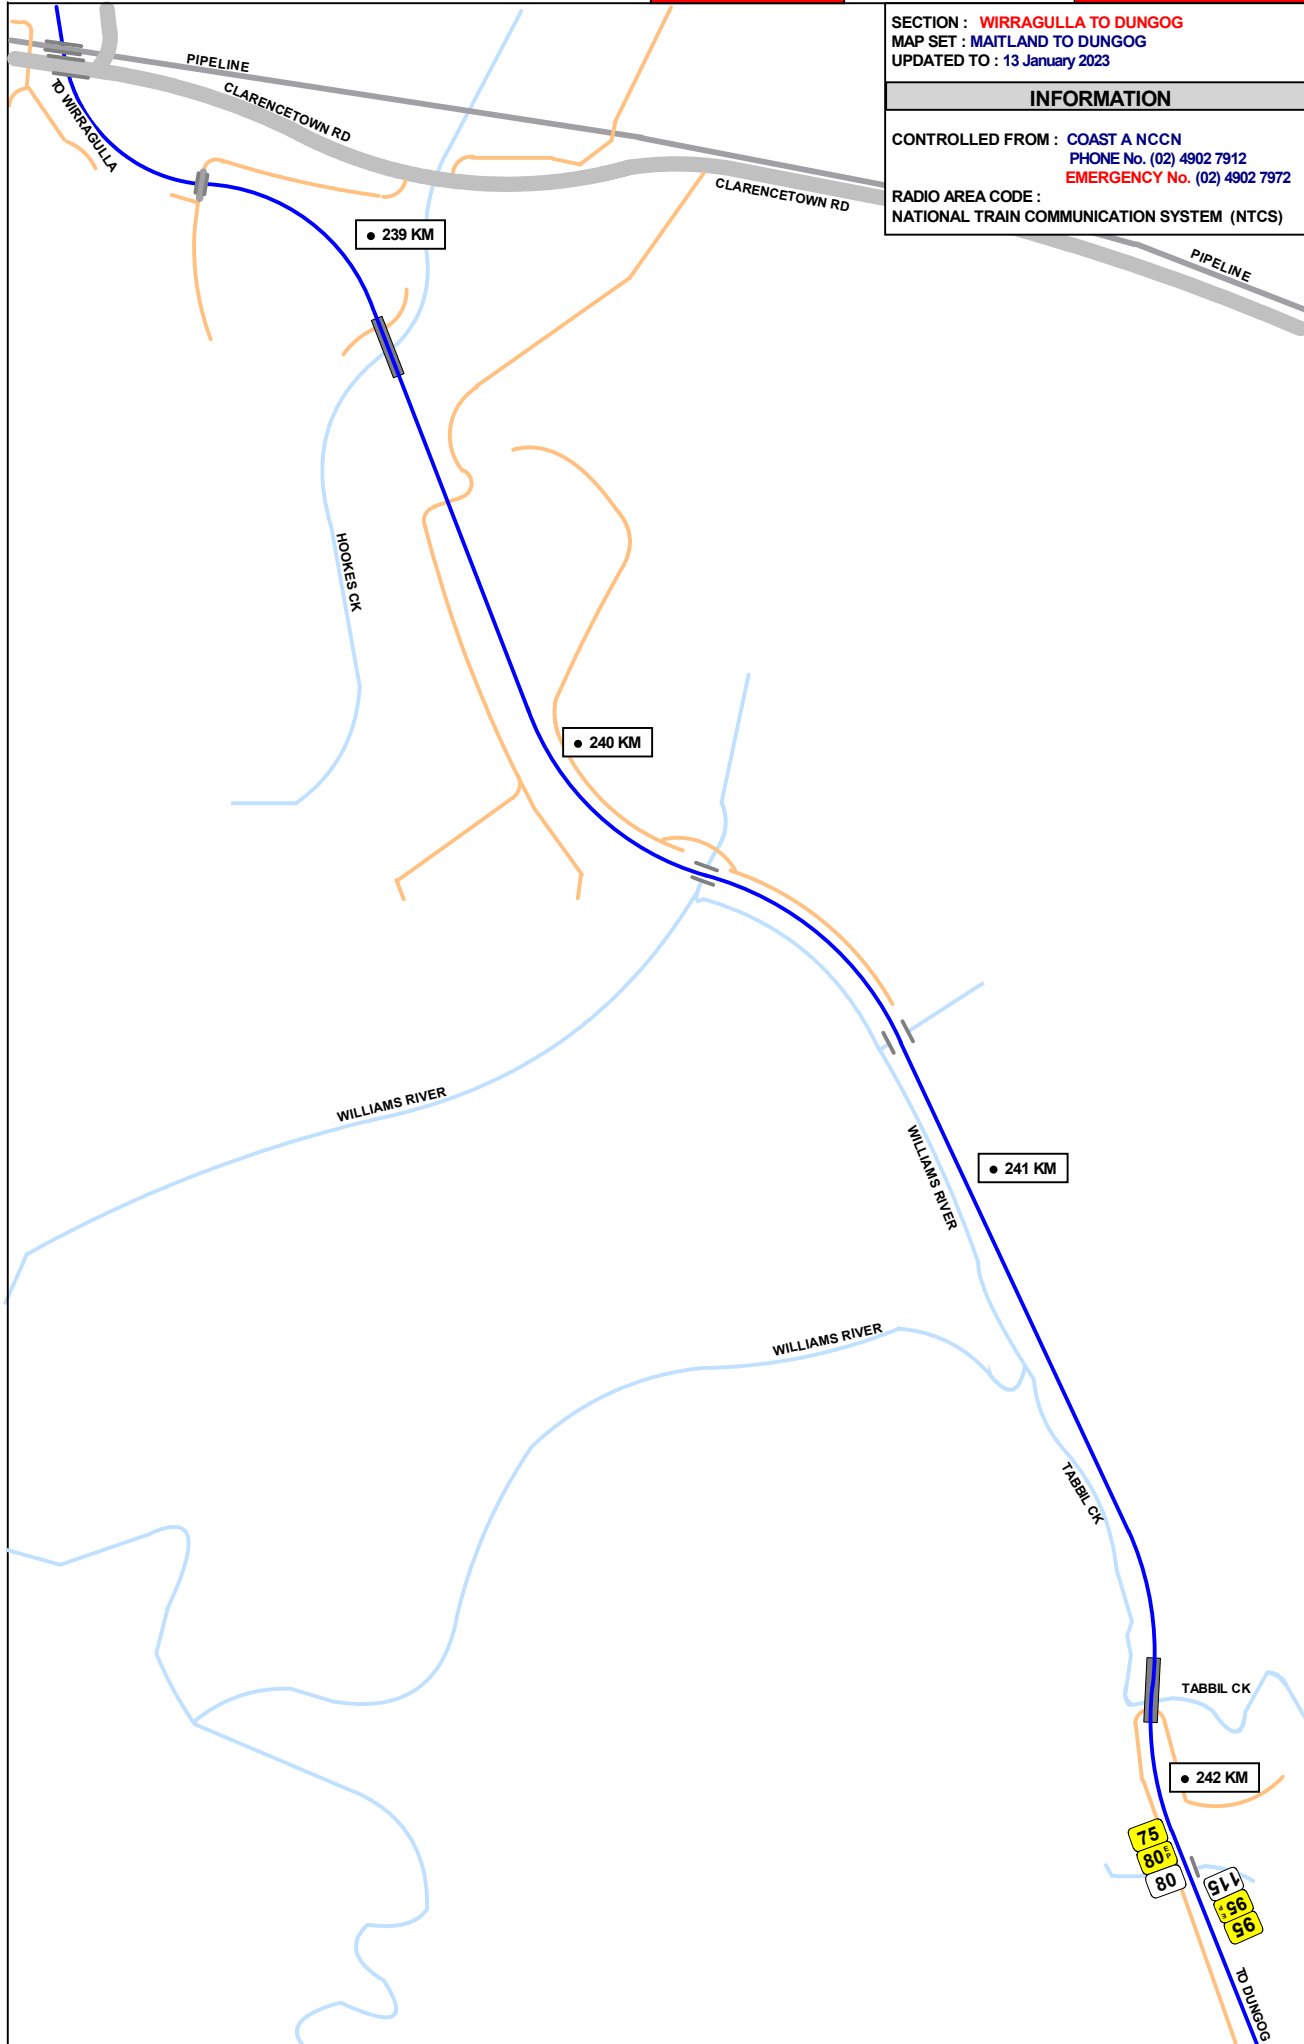 SECTION : WIRRAGULLA TO DUNGOG
MAP SET : MAITLAND TO DUNGOG
UPDATED TO : 13 January 2023
INFORMATION
CONTROLLED FROM : COAST A NCCN
PHONE No. (02) 4902 7912
EMERGENCY No. (02) 4902 7972
RADIO AREA CODE :
NATIONAL TRAIN COMMUNICATION SYSTEM (NTCS)
PIPELINE
CLARENCETOWN RD
TO WIRRAGULLA
CLARENCETOWN RD
PIPELINE
• 239 KM
HOOKES CK
• 240 KM
WILLIAMS RIVER
WILLIAMS RIVER
• 241 KM
WILLIAMS RIVER
TABBIL CK
TABBIL CK
• 242 KM
75
80 EP
80
115
95 EP
95
TO DUNGOG